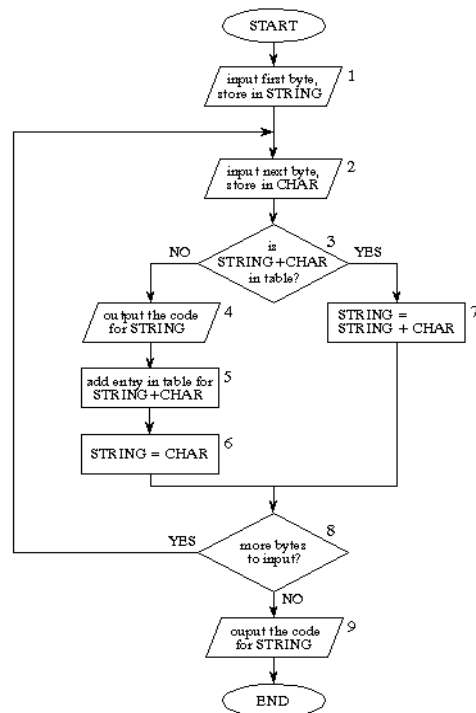 START
1
input first byte,
store in STRING
2
input next byte,
store in CHAR
3
NO
is
YES
STRING+CHAR
in table?
4
output the code
for STRING
7
STRING =
STRING + CHAR
5
add entry in table for
STRING+CHAR
6
STRING = CHAR
8
YES
more bytes
to input?
NO
9
ouput the code
for STRING
END